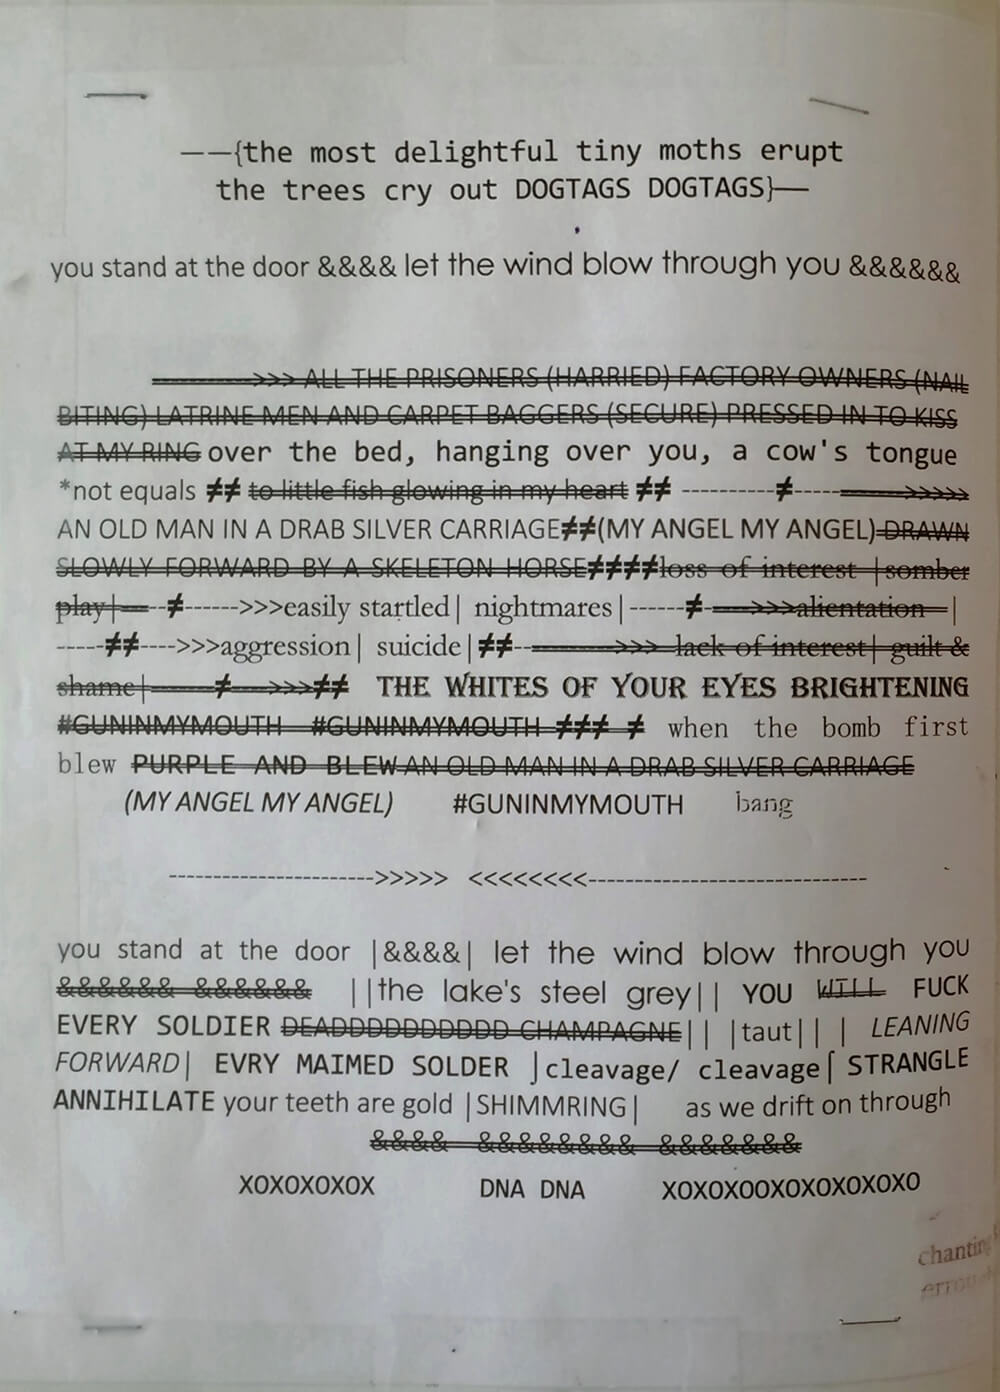 ——{the most delightful tiny moths erupt
the trees cry out DOGTAGS DOGTAGS}—
you stand at the door &&&& let the wind blow through you &&&&&&
————>>> ALL THE PRISONERS (HARRIED) FACTORY OWNERS (NAIL
BITING) LATRINE MEN AND CARPET BAGGERS (SECURE) PRESSED IN TO KISS
AT MY RING over the bed, hanging over you, a cow's tongue
*not equals ≠≠ to little fish glowing in my heart ≠≠ ----------≠--------------->>>>>
AN OLD MAN IN A DRAB SILVER CARRIAGE≠≠(MY ANGEL MY ANGEL) DRAWN
SLOWLY FORWARD BY A SKELETON HORSE≠≠≠≠loss of interest |somber
play|----≠------>>>easily startled| nightmares|------≠----->>>alientation |
-----≠≠---->>>aggression| suicide|≠≠---------->>> lack of interest| guilt &
shame|------≠---->>>≠≠ THE WHITES OF YOUR EYES BRIGHTENING
#GUNINMYMOUTH #GUNINMYMOUTH ≠≠≠ ≠ when the bomb first
blew PURPLE AND BLEW AN OLD MAN IN A DRAB SILVER CARRIAGE
(MY ANGEL MY ANGEL) #GUNINMYMOUTH bang
---------------------->>>>> <<<<<<<<------------------------------
you stand at the door |&&&&| let the wind blow through you
&&&&&& &&&&&& ||the lake's steel grey|| YOU WILL FUCK
EVERY SOLDIER DEADDDDDDDDDD CHAMPAGNE|| |taut|| | LEANING
FORWARD| EVRY MAIMED SOLDER ⌡cleavage/ cleavage⌠ STRANGLE
ANNIHILATE your teeth are gold |SHIMMRING| as we drift on through
&&&& &&&&&&&& &&&&&&&
XOXOXOXOX DNA DNA XOXOXOOXOXOXOXOXO